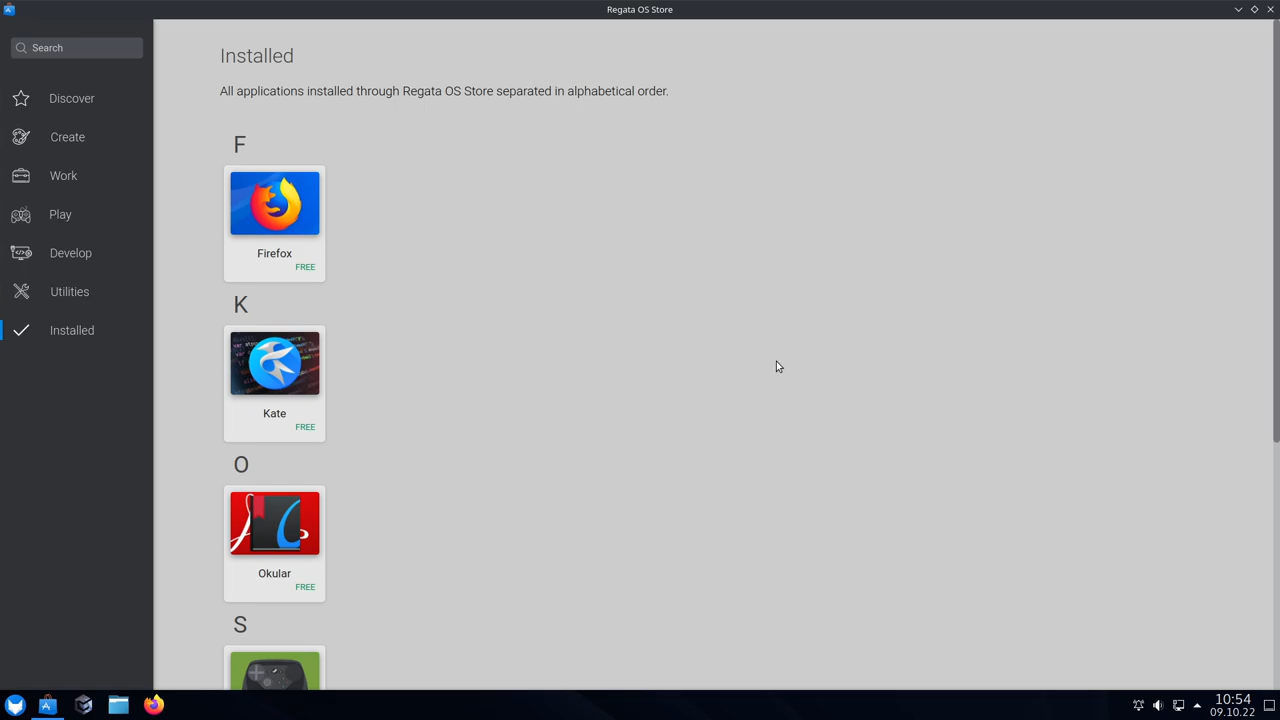 Regata OS Store
Search
Discover
Create
Work
Play
Develop
Utilities
Installed
Installed
All applications installed through Regata OS Store separated in alphabetical order.
F
Firefox
FREE
K
Kate
FREE
O
Okular
FREE
S
10:54
09.10.22